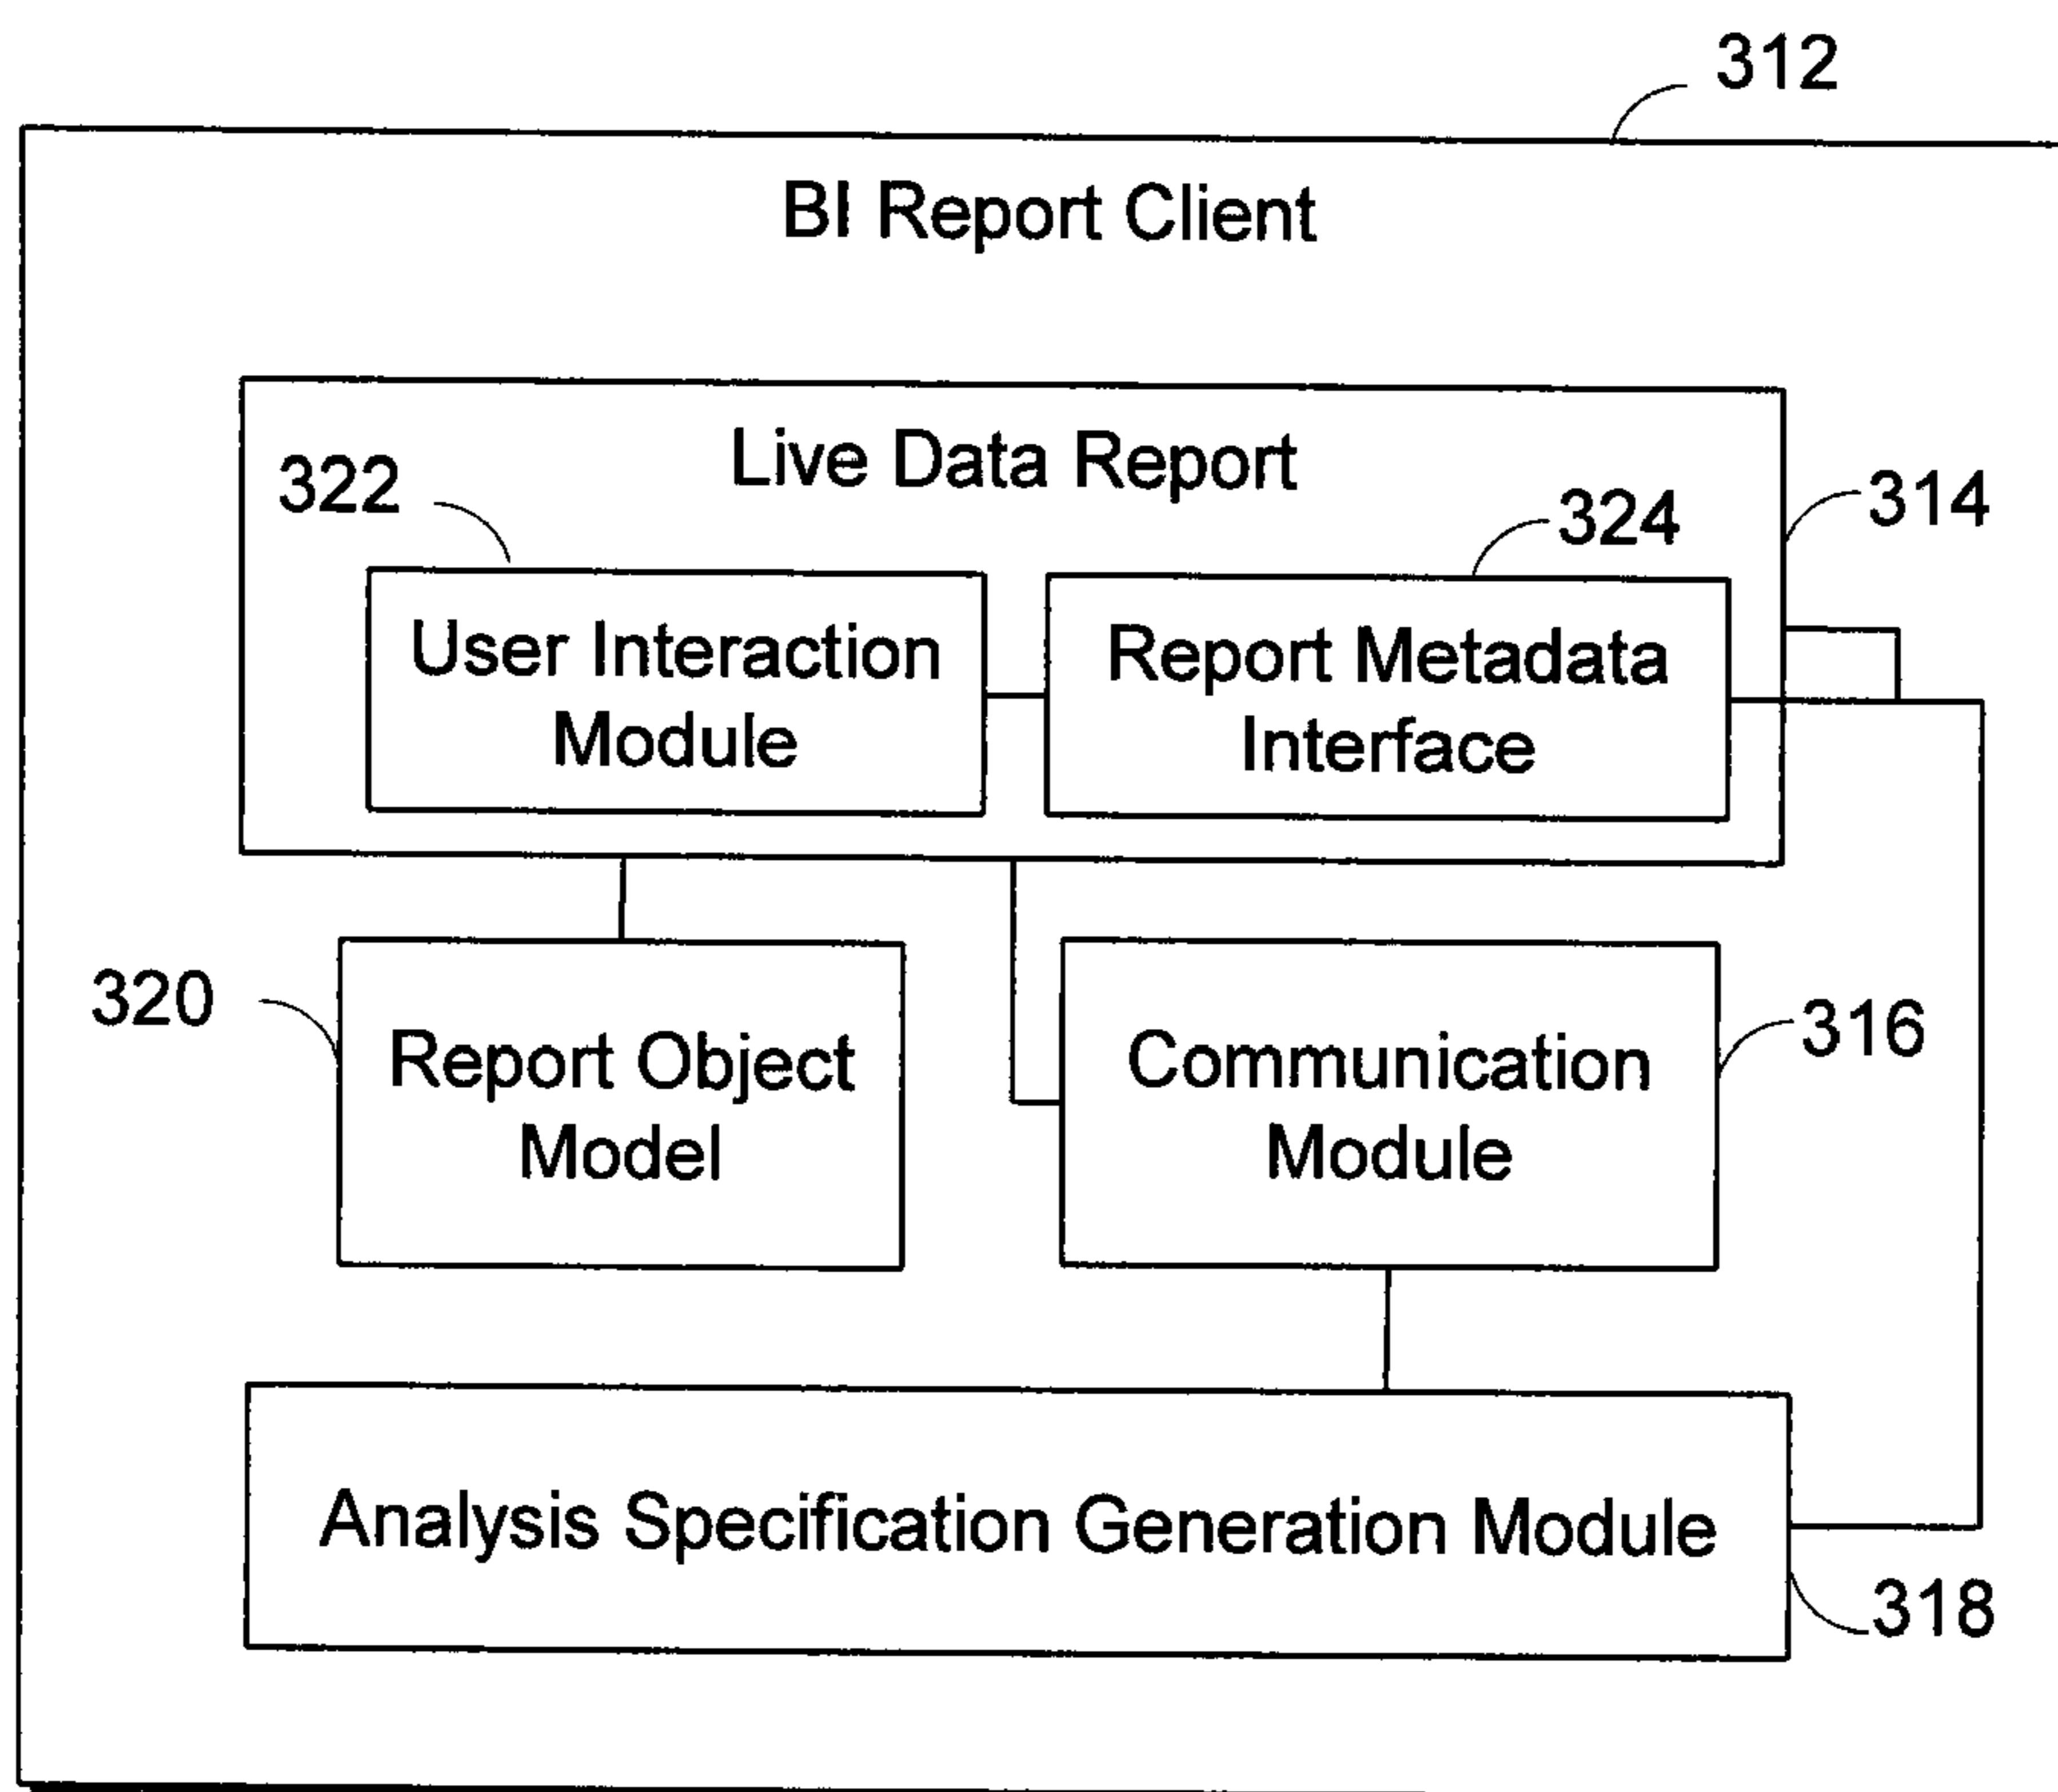 312
BI Report Client
Live Data Report
322
324
314
User Interaction
Module
Report Metadata
Interface
320
Report Object
Model
Communication
Module
316
Analysis Specification Generation Module
318